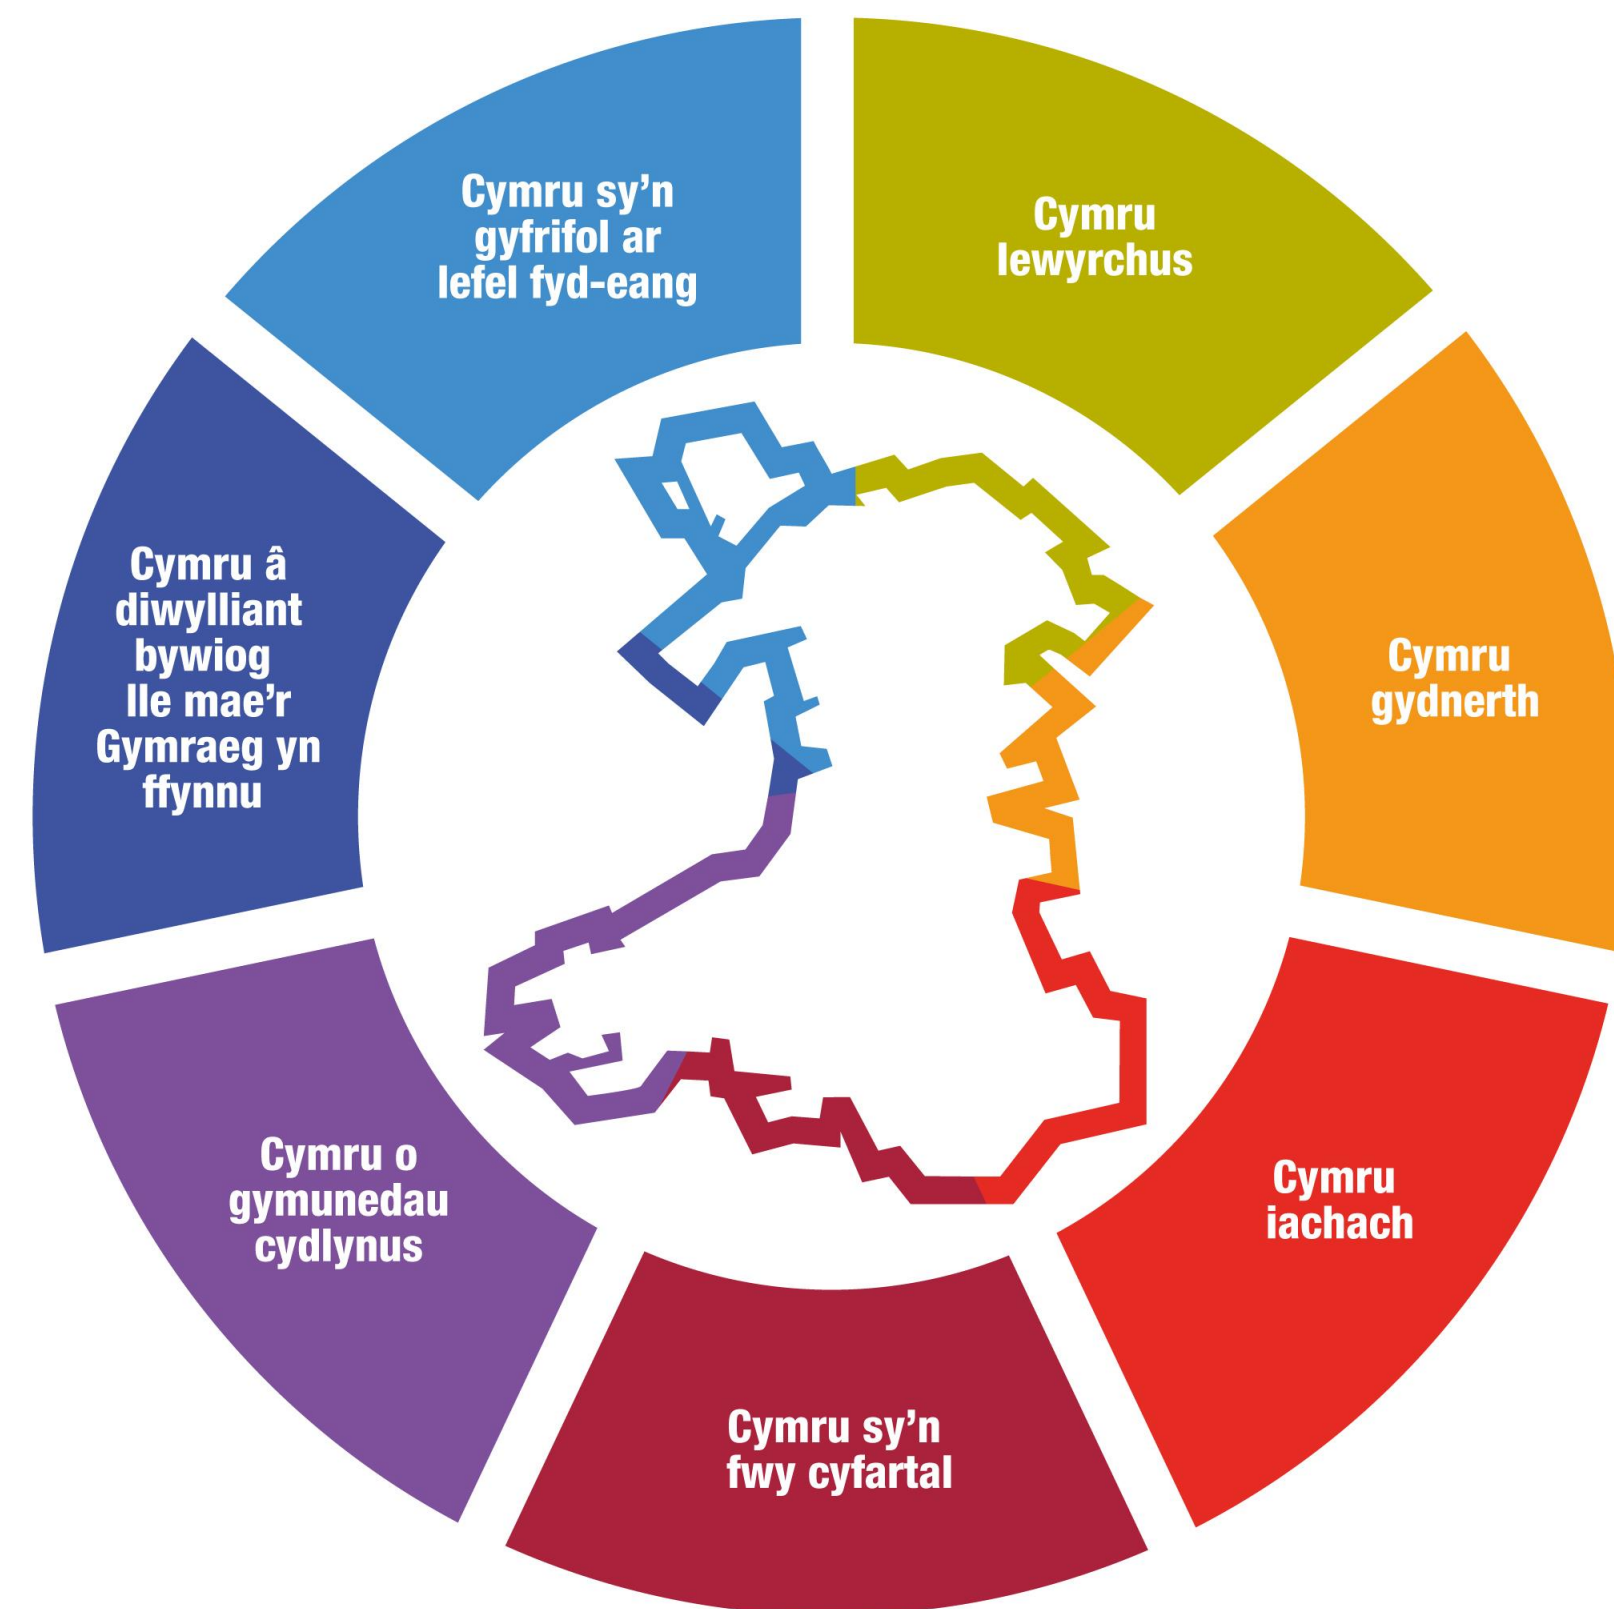 Cymru sy’n
gyfrifol ar
lefel fyd-eang
Cymru
lewyrchus
Cymru
gydnerth
Cymru
iachach
Cymru sy’n
fwy cyfartal
Cymru o
gymunedau
cydlynus
Cymru â
diwylliant
bywiog
lle mae’r
Gymraeg yn
ffynnu